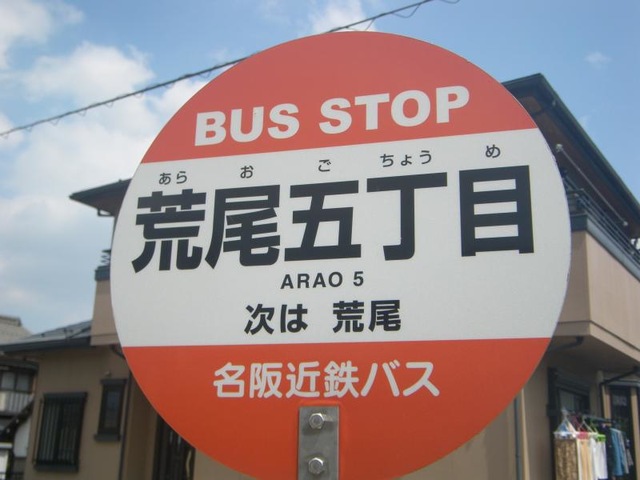 BUS STOP
あら お ご ちょう め
荒尾五丁目
ARAO 5
次は 荒尾
名阪近鉄バス